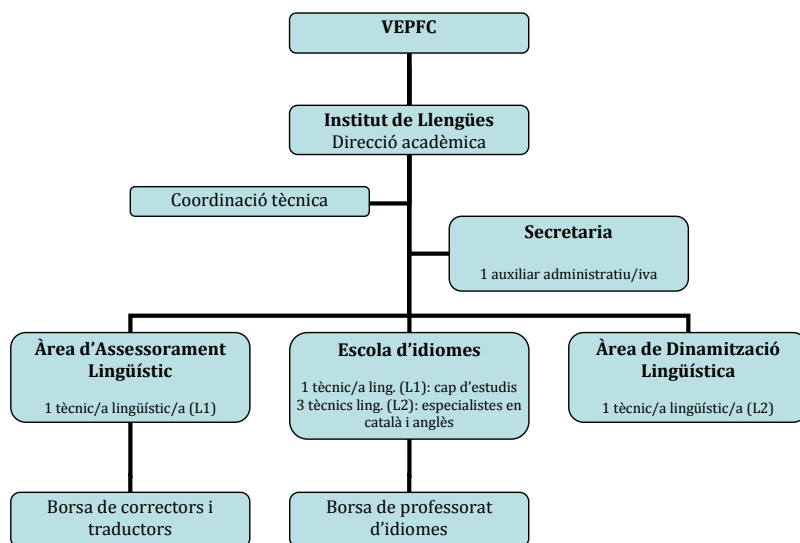 VEPFC
Institut de Llengües
Direcció acadèmica
Coordinació tècnica
Secretaria
1 auxiliar administratiu/iva
Àrea d'Assessorament
Lingüístic
1 tècnic/a lingüístic/a (L1)
Escola d'idiomes
1 tècnic/a ling. (L1): cap d'estudis
3 tècnics ling. (L2): especialistes en
català i anglès
Àrea de Dinamització
Lingüística
1 tècnic/a lingüístic/a (L2)
Borsa de correctors i
traductors
Borsa de professorat
d'idiomes